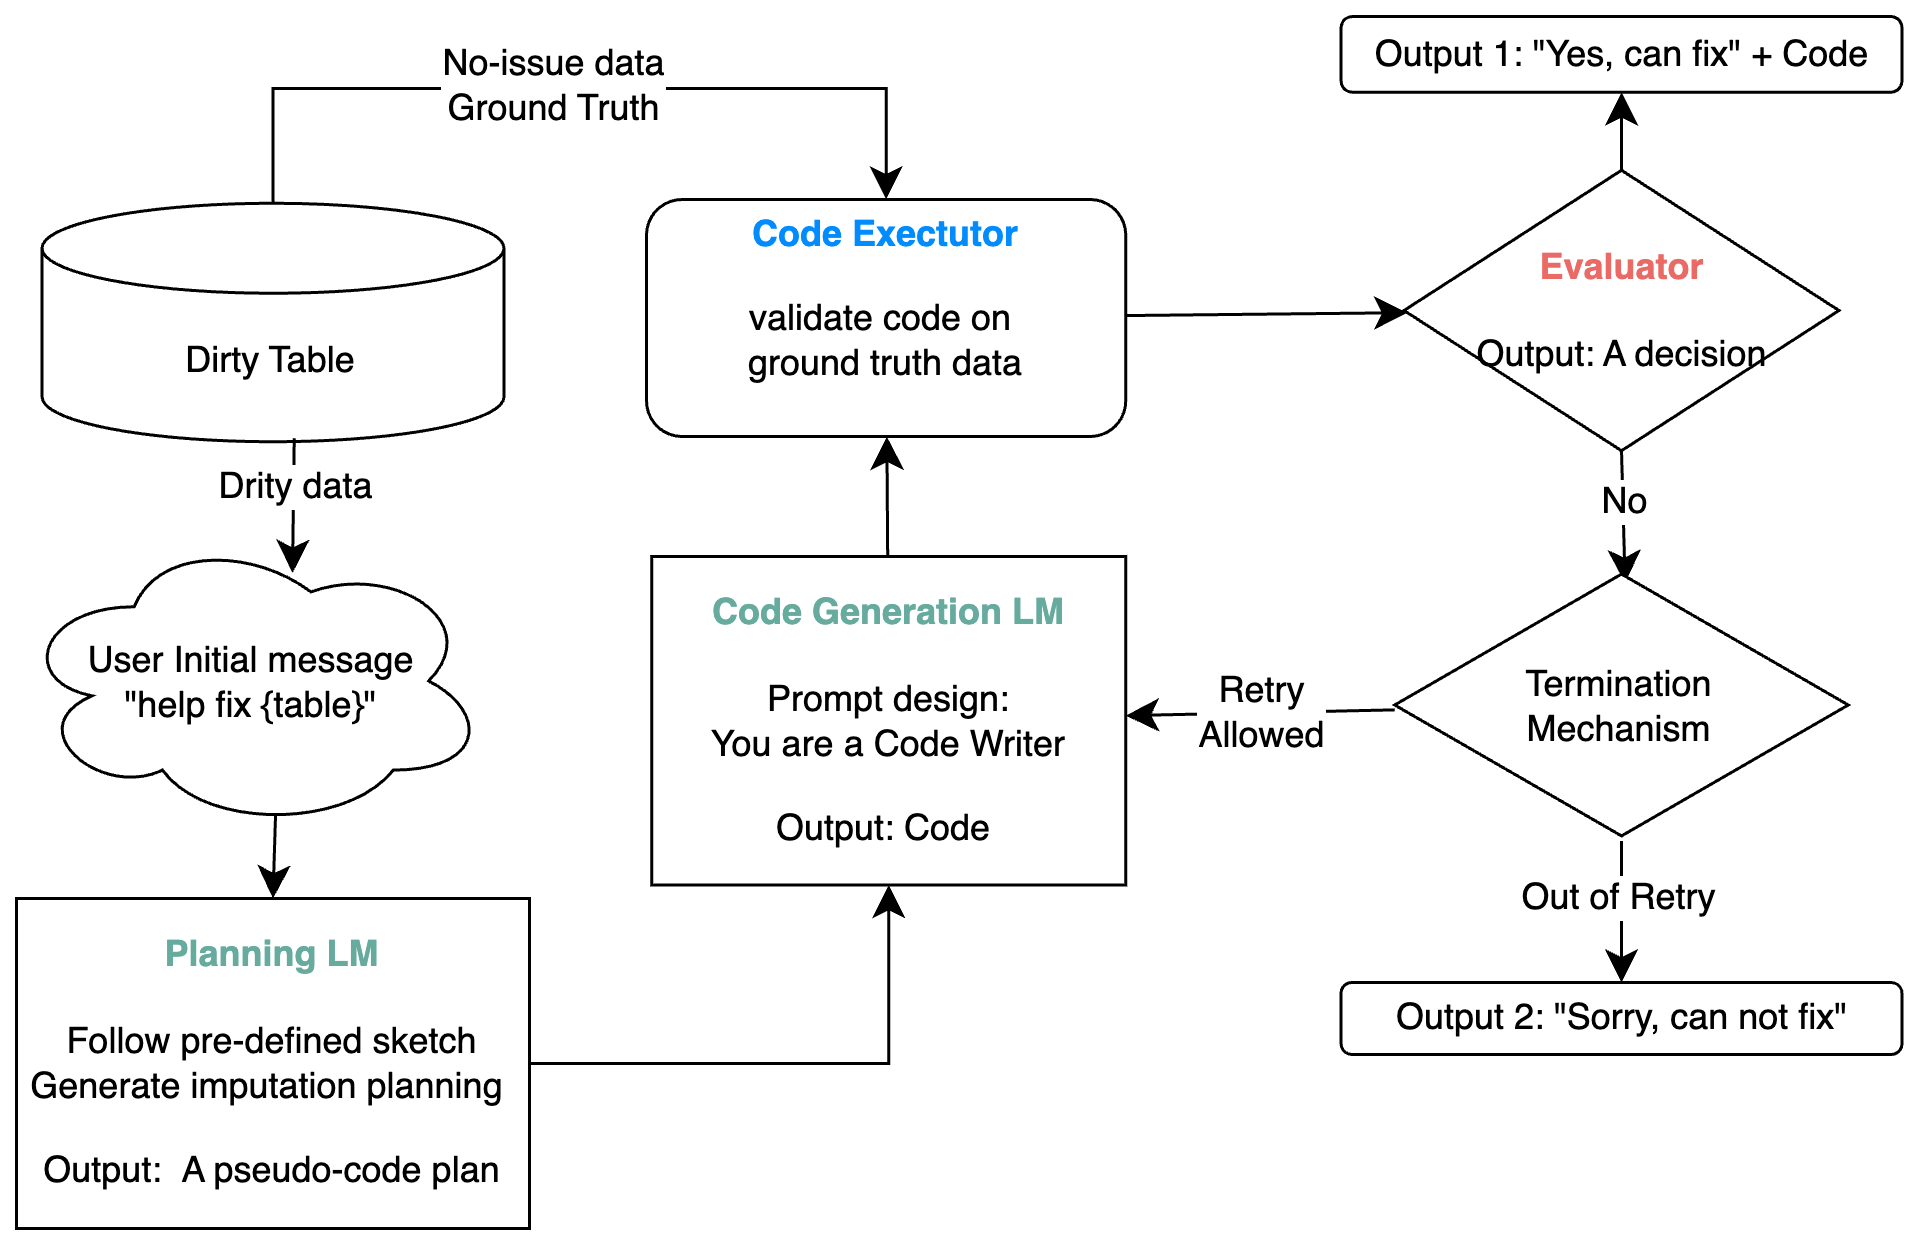 No-issue data
Ground Truth
Output 1: "Yes, can fix" + Code
Code Exectutor
validate code on
ground truth data
Evaluator
Output: A decision
Dirty Table
Drity data
No
User Initial message
"help fix {table}"
Code Generation LM
Prompt design:
You are a Code Writer
Output: Code
Retry
Allowed
Termination
Mechanism
Out of Retry
Planning LM
Follow pre-defined sketch
Generate imputation planning
Output:  A pseudo-code plan
Output 2: "Sorry, can not fix"